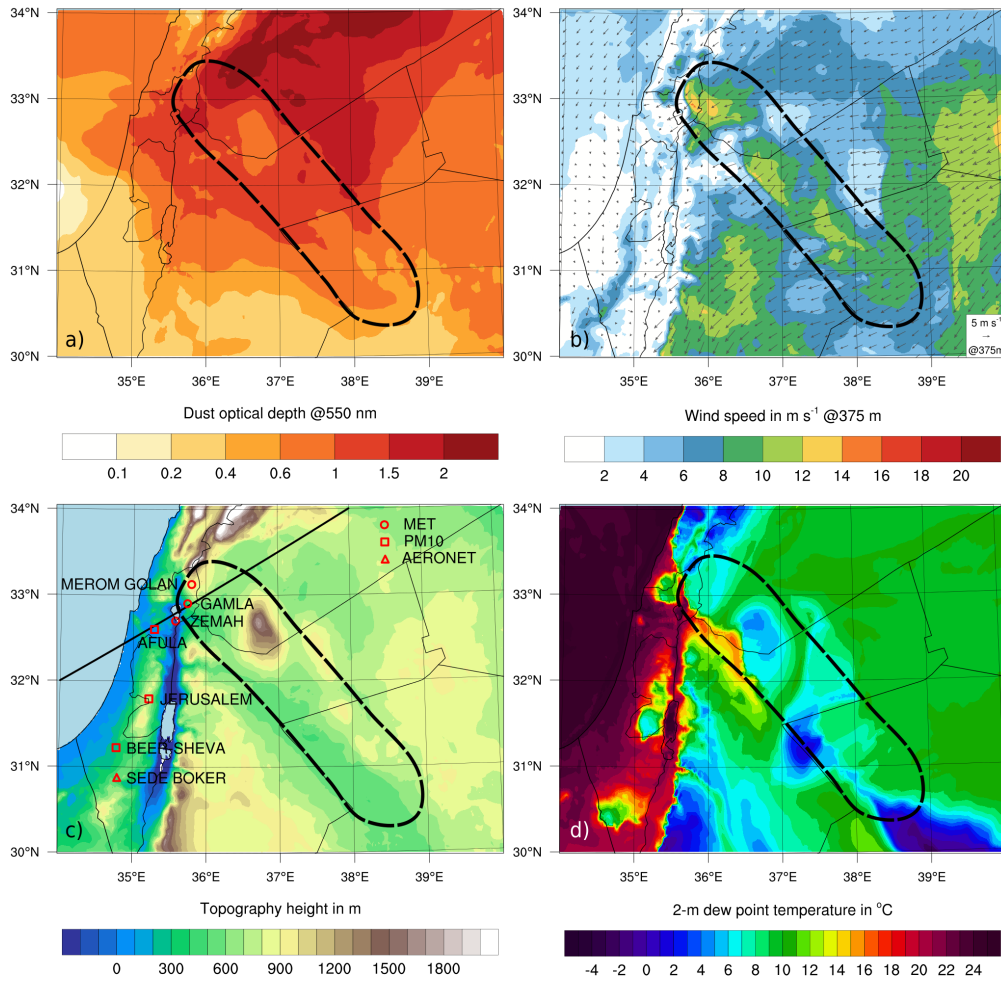 34°N
33°N
32°N
31°N
30°N
a)
35°E 36°E 37°E 38°E 39°E
Dust optical depth @550 nm
0.1 0.2 0.4 0.6 1 1.5 2
34°N
33°N
32°N
31°N
30°N
b)
5 m s⁻¹
→
@375m
35°E 36°E 37°E 38°E 39°E
Wind speed in m s⁻¹ @375 m
2 4 6 8 10 12 14 16 18 20
34°N
33°N
32°N
31°N
30°N
MET
PM10
AERONET
MEROM GOLAN
GAMLA
ZEMAH
AFULA
JERUSALEM
BEER SHEVA
SEDE BOKER
c)
35°E 36°E 37°E 38°E 39°E
Topography height in m
0 300 600 900 1200 1500 1800
34°N
33°N
32°N
31°N
30°N
d)
35°E 36°E 37°E 38°E 39°E
2-m dew point temperature in °C
-4 -2 0 2 4 6 8 10 12 14 16 18 20 22 24